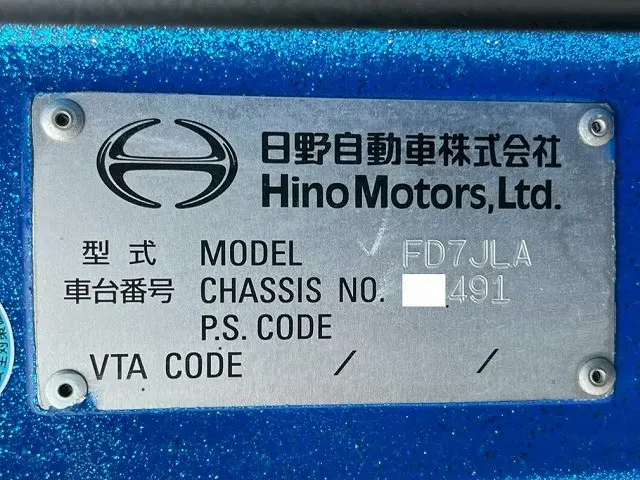 日野自動車株式会社
Hino Motors, Ltd.
型式 MODEL FD7JLA
車台番号 CHASSIS NO. 491
P.S. CODE
VTA CODE / /